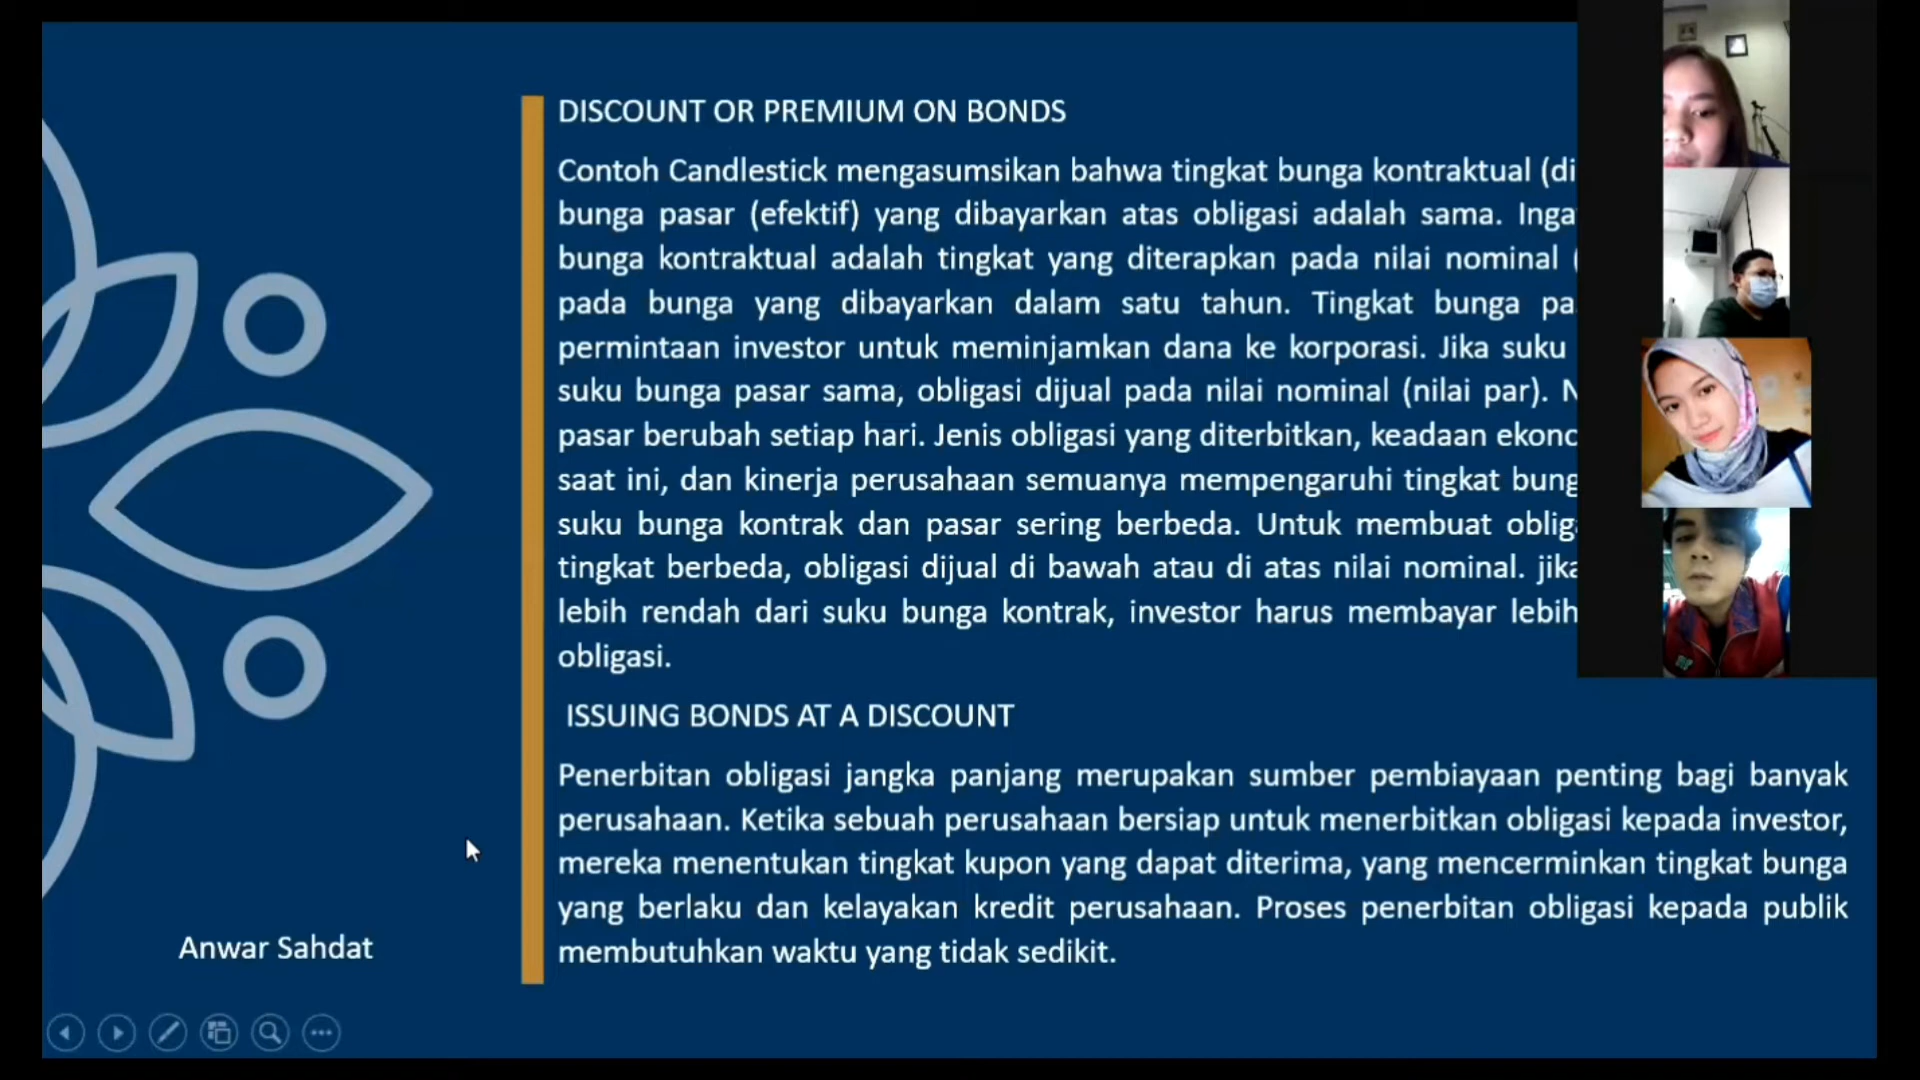 DISCOUNT OR PREMIUM ON BONDS
Contoh Candlestick mengasumsikan bahwa tingkat bunga kontraktual (di
bunga pasar (efektif) yang dibayarkan atas obligasi adalah sama. Inga
bunga kontraktual adalah tingkat yang diterapkan pada nilai nominal (
pada bunga yang dibayarkan dalam satu tahun. Tingkat bunga pa
permintaan investor untuk meminjamkan dana ke korporasi. Jika suku
suku bunga pasar sama, obligasi dijual pada nilai nominal (nilai par). N
pasar berubah setiap hari. Jenis obligasi yang diterbitkan, keadaan ekono
saat ini, dan kinerja perusahaan semuanya mempengaruhi tingkat bung
suku bunga kontrak dan pasar sering berbeda. Untuk membuat oblig
tingkat berbeda, obligasi dijual di bawah atau di atas nilai nominal. jika
lebih rendah dari suku bunga kontrak, investor harus membayar lebih
obligasi.
ISSUING BONDS AT A DISCOUNT
Penerbitan obligasi jangka panjang merupakan sumber pembiayaan penting bagi banyak
perusahaan. Ketika sebuah perusahaan bersiap untuk menerbitkan obligasi kepada investor,
mereka menentukan tingkat kupon yang dapat diterima, yang mencerminkan tingkat bunga
yang berlaku dan kelayakan kredit perusahaan. Proses penerbitan obligasi kepada publik
membutuhkan waktu yang tidak sedikit.
Anwar Sahdat